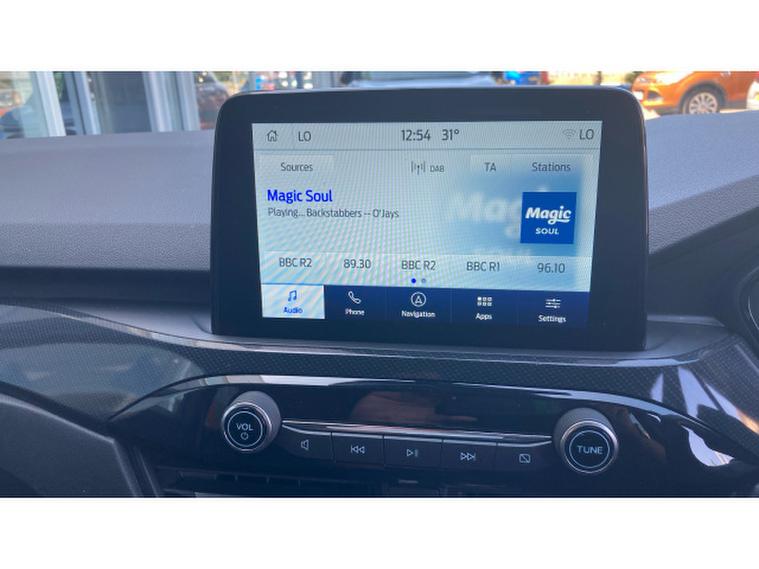 LO 12:54 31° LO
Sources DAB TA Stations
Magic Soul
Playing... Backstabbers -- O'Jays
Magic
SOUL
BBC R2 89.30 BBC R2 BBC R1 96.10
Audio Phone Navigation Apps Settings
VOL TUNE